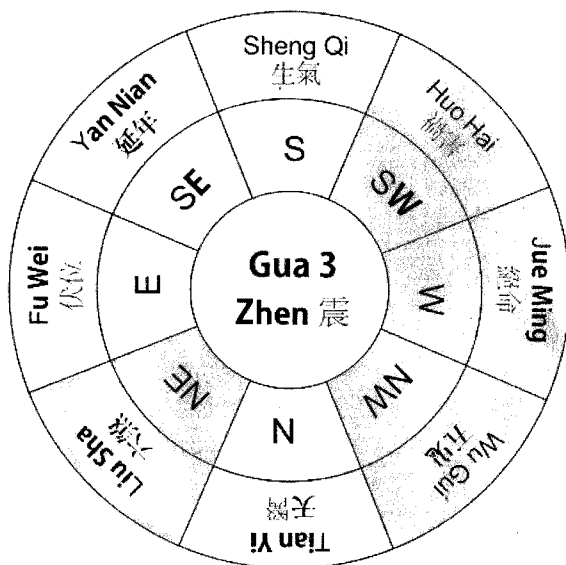 Sheng Qi
生氣
Huo Hai
禍害
Jue Ming
絕命
Wu Gui
五鬼
Tian Yi
天醫
Liu Sha
六煞
Fu Wei
伏位
Yan Nian
延年
S
SW
W
NW
N
NE
E
SE
Gua 3
Zhen 震